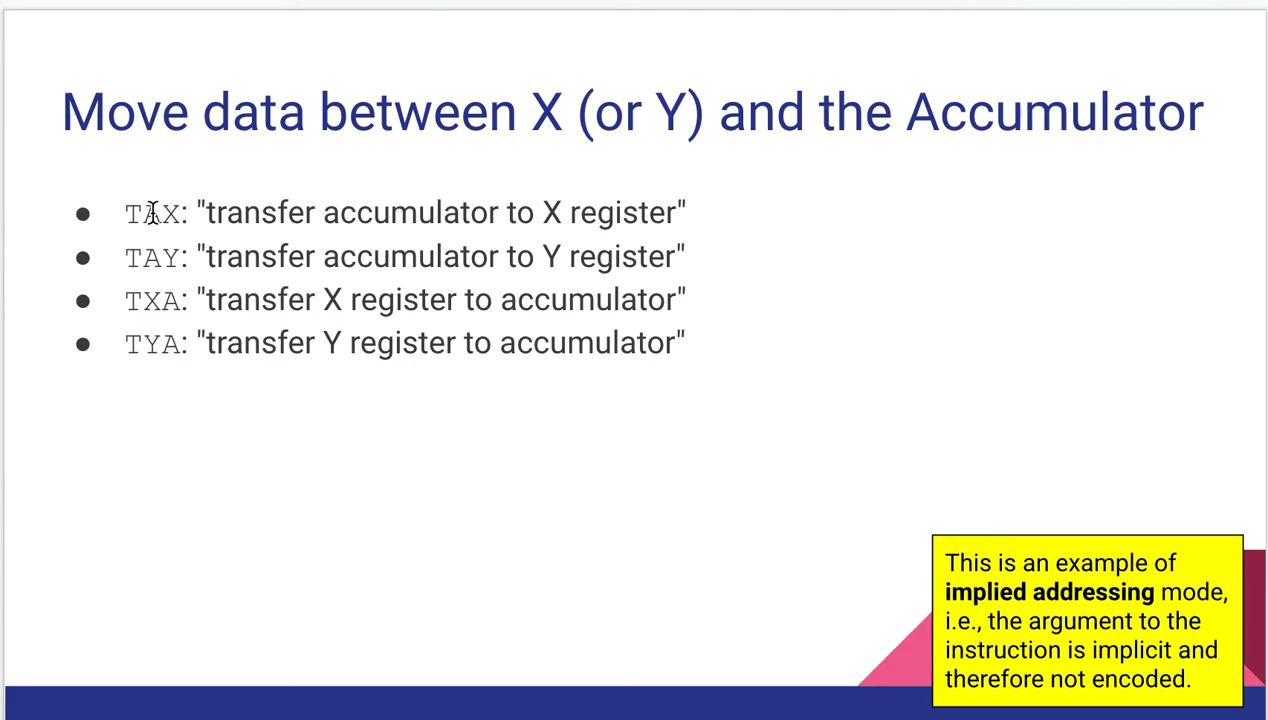 Move data between X (or Y) and the Accumulator
● TAX: "transfer accumulator to X register"
● TAY: "transfer accumulator to Y register"
● TXA: "transfer X register to accumulator"
● TYA: "transfer Y register to accumulator"
This is an example of
implied addressing mode,
i.e., the argument to the
instruction is implicit and
therefore not encoded.